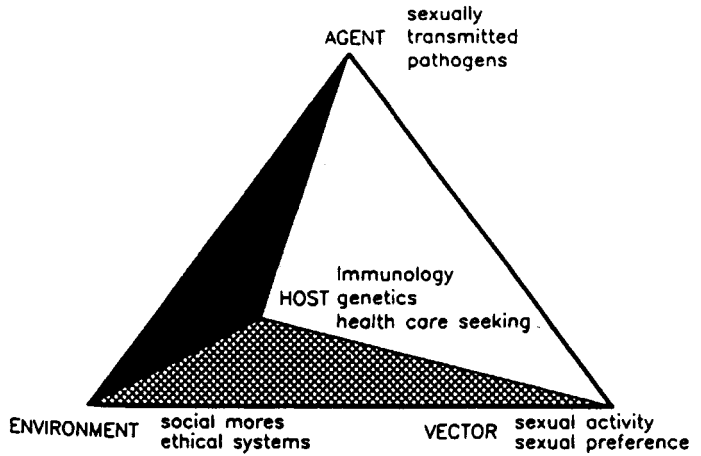 AGENT sexually
transmitted
pathogens
Immunology
HOST genetics
health care seeking
ENVIRONMENT social mores
ethical systems
VECTOR sexual activity
sexual preference